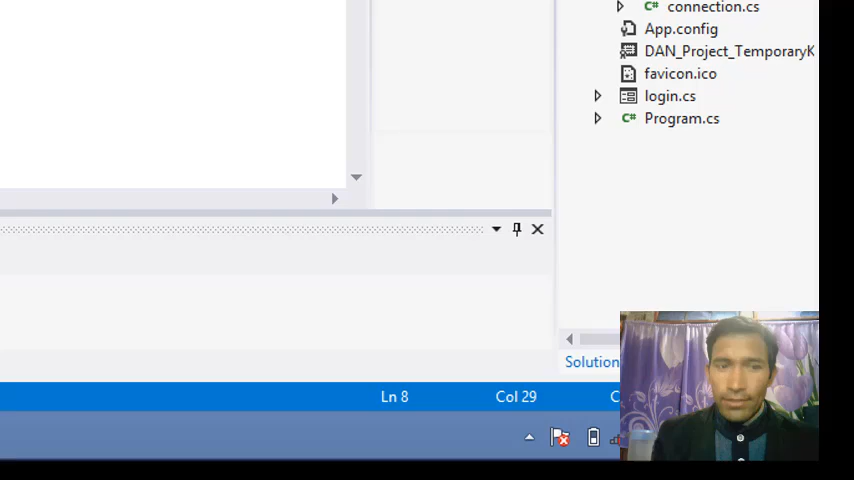 connection.cs
App.config
DAN_Project_TemporaryK
favicon.ico
login.cs
C# Program.cs
Solution
Ln 8
Col 29
C